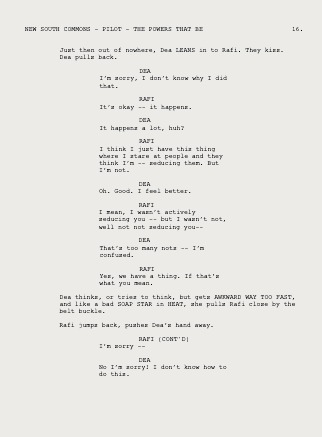 NEW SOUTH COMMONS - PILOT - THE POWERS THAT BE 16.
Just then out of nowhere, Dea LEANS in to Rafi. They kiss.
Dea pulls back.
DEA
I'm sorry, I don't know why I did
that.
RAFI
It's okay -- it happens.
DEA
It happens a lot, huh?
RAFI
I think I just have this thing
where I stare at people and they
think I'm -- seducing them. But
I'm not.
DEA
Oh. Good. I feel better.
RAFI
I mean, I wasn't actively
seducing you -- but I wasn't not,
well not not seducing you--
DEA
That's too many nots -- I'm
confused.
RAFI
Yes, we have a thing. If that's
what you mean.
Dea thinks, or tries to think, but gets AWKWARD WAY TOO FAST,
and like a bad SOAP STAR in HEAT, she pulls Rafi close by the
belt buckle.
Rafi jumps back, pushes Dea's hand away.
RAFI (CONT'D)
I'm sorry --
DEA
No I'm sorry! I don't know how to
do this.